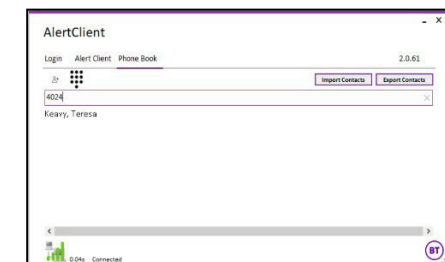 AlertClient
Login Alert Client Phone Book 2.0.61
Import Contacts Export Contacts
4024
Keavy, Teresa
0.04s Connected
BT